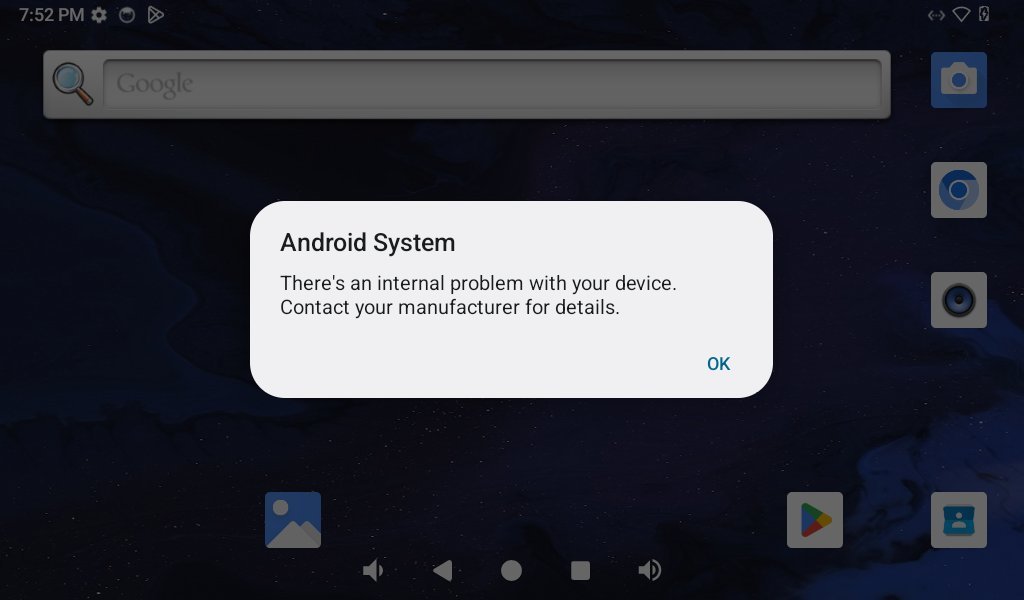 7:52 PM
Google
Android System
There's an internal problem with your device.
Contact your manufacturer for details.
OK